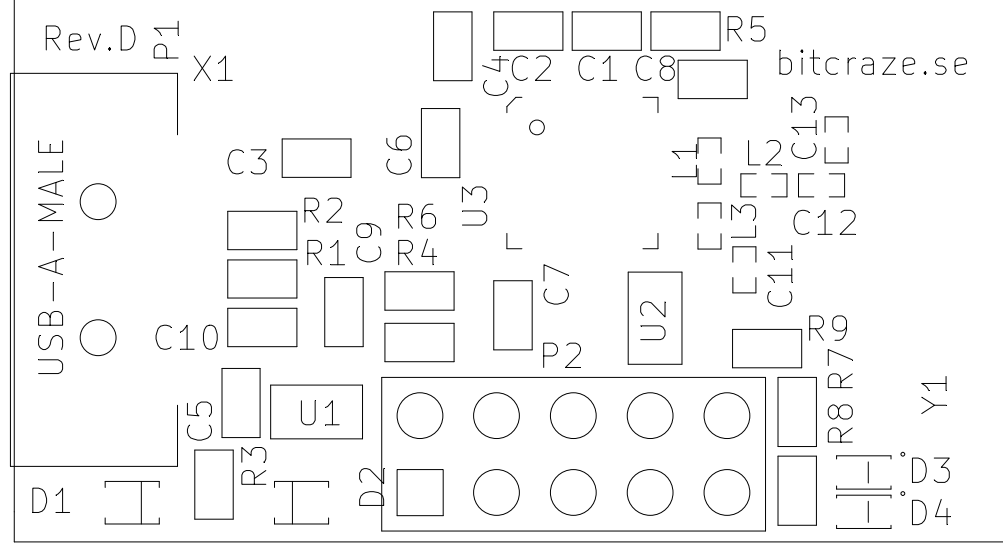 Rev.D
P1
X1
C4
C2
C1
C8
R5
bitcraze.se
USB-A-MALE
C3
C6
U3
L1
L2
C13
C12
L3
C11
R2
R1
C9
R6
R4
C7
U2
C10
P2
R9
R7
R8
Y1
C5
U1
R3
D1
D2
D3
D4